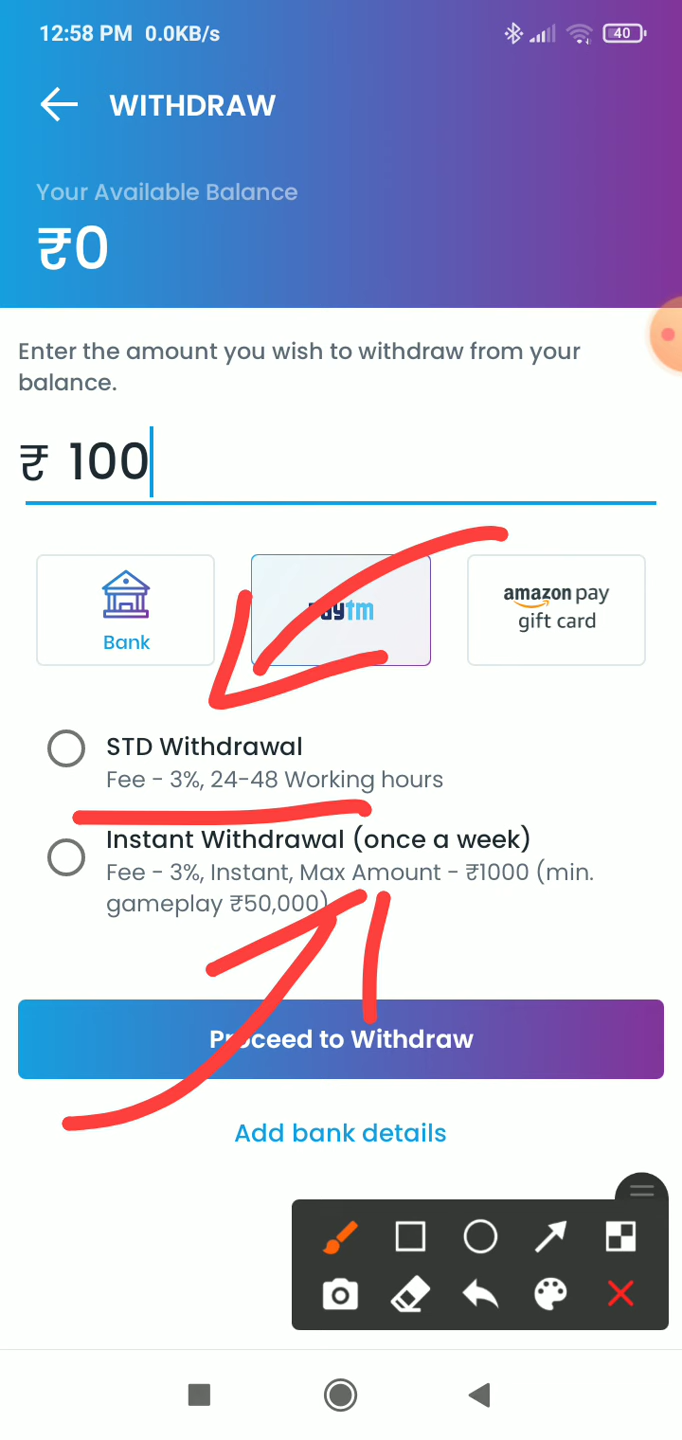 12:58 PM 0.0KB/s
40
WITHDRAW
Your Available Balance
₹0
Enter the amount you wish to withdraw from your
balance.
₹ 100
Bank
paytm
amazon pay
gift card
STD Withdrawal
Fee - 3%, 24-48 Working hours
Instant Withdrawal (once a week)
Fee - 3%, Instant, Max Amount - ₹1000 (min.
gameplay ₹50,000)
Proceed to Withdraw
Add bank details